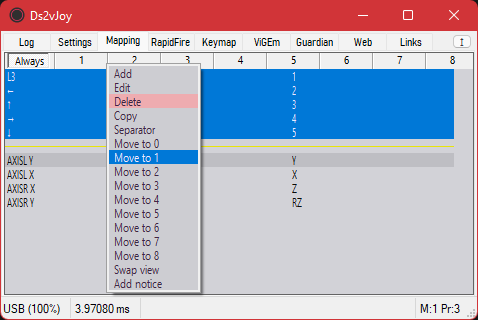 Ds2vJoy
Log Settings Mapping RapidFire Keymap ViGEm Guardian Web Links
Always 1 2 3 4 5 6 7 8
L3 1
← 2
↑ 3
→ 4
↓ 5
AXISL Y Y
AXISL X X
AXISR X Z
AXISR Y RZ
Add
Edit
Delete
Copy
Separator
Move to 0
Move to 1
Move to 2
Move to 3
Move to 4
Move to 5
Move to 6
Move to 7
Move to 8
Swap view
Add notice
USB (100%) 3.97080 ms M:1 Pr:3